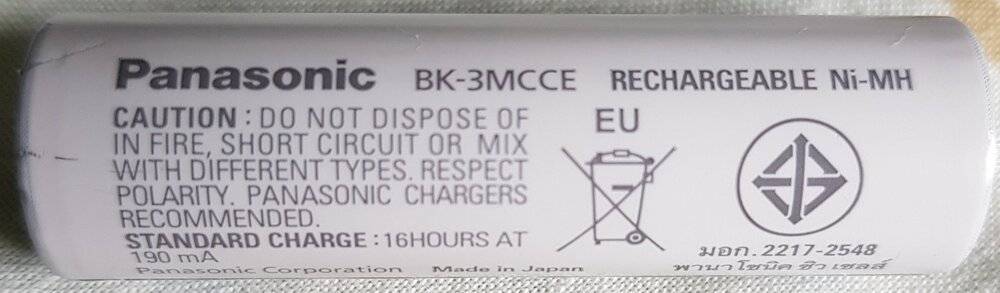 Panasonic BK-3MCCE RECHARGEABLE Ni-MH
CAUTION : DO NOT DISPOSE OF
IN FIRE, SHORT CIRCUIT OR MIX
WITH DIFFERENT TYPES. RESPECT
POLARITY. PANASONIC CHARGERS
RECOMMENDED.
STANDARD CHARGE : 16HOURS AT
190 mA
Panasonic Corporation Made in Japan
EU
มอก. 2217-2548
พานาโซนิค ซิว เซลส์